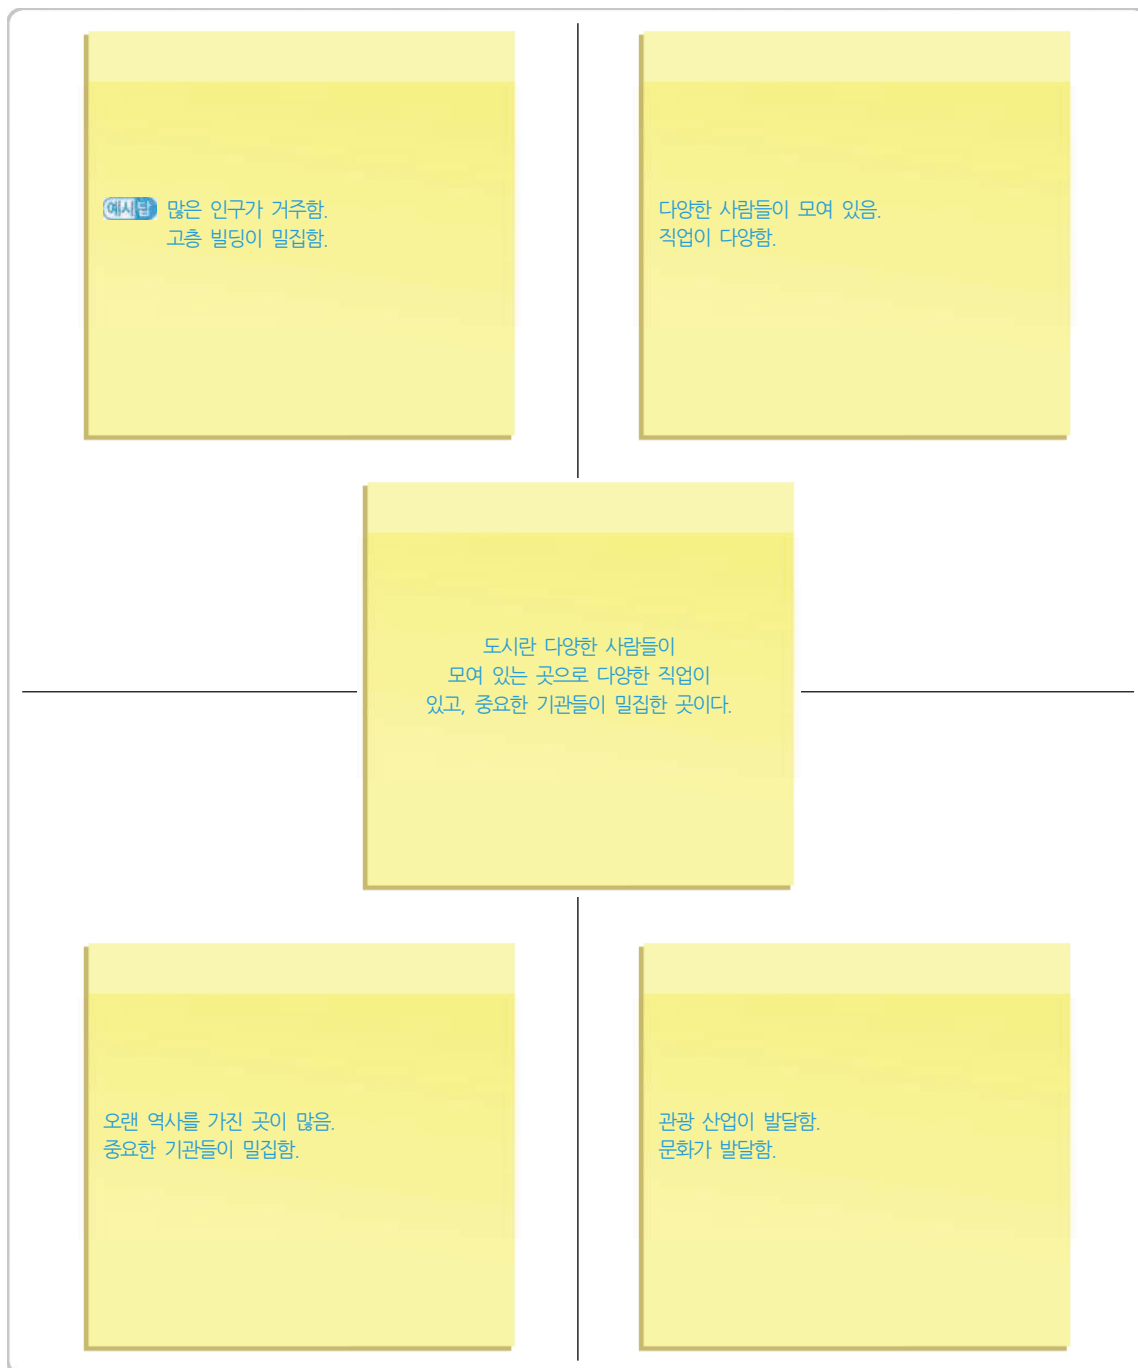 예시답 많은 인구가 거주함.
고층 빌딩이 밀집함.
다양한 사람들이 모여 있음.
직업이 다양함.
도시란 다양한 사람들이
모여 있는 곳으로 다양한 직업이
있고, 중요한 기관들이 밀집한 곳이다.
오랜 역사를 가진 곳이 많음.
중요한 기관들이 밀집함.
관광 산업이 발달함.
문화가 발달함.